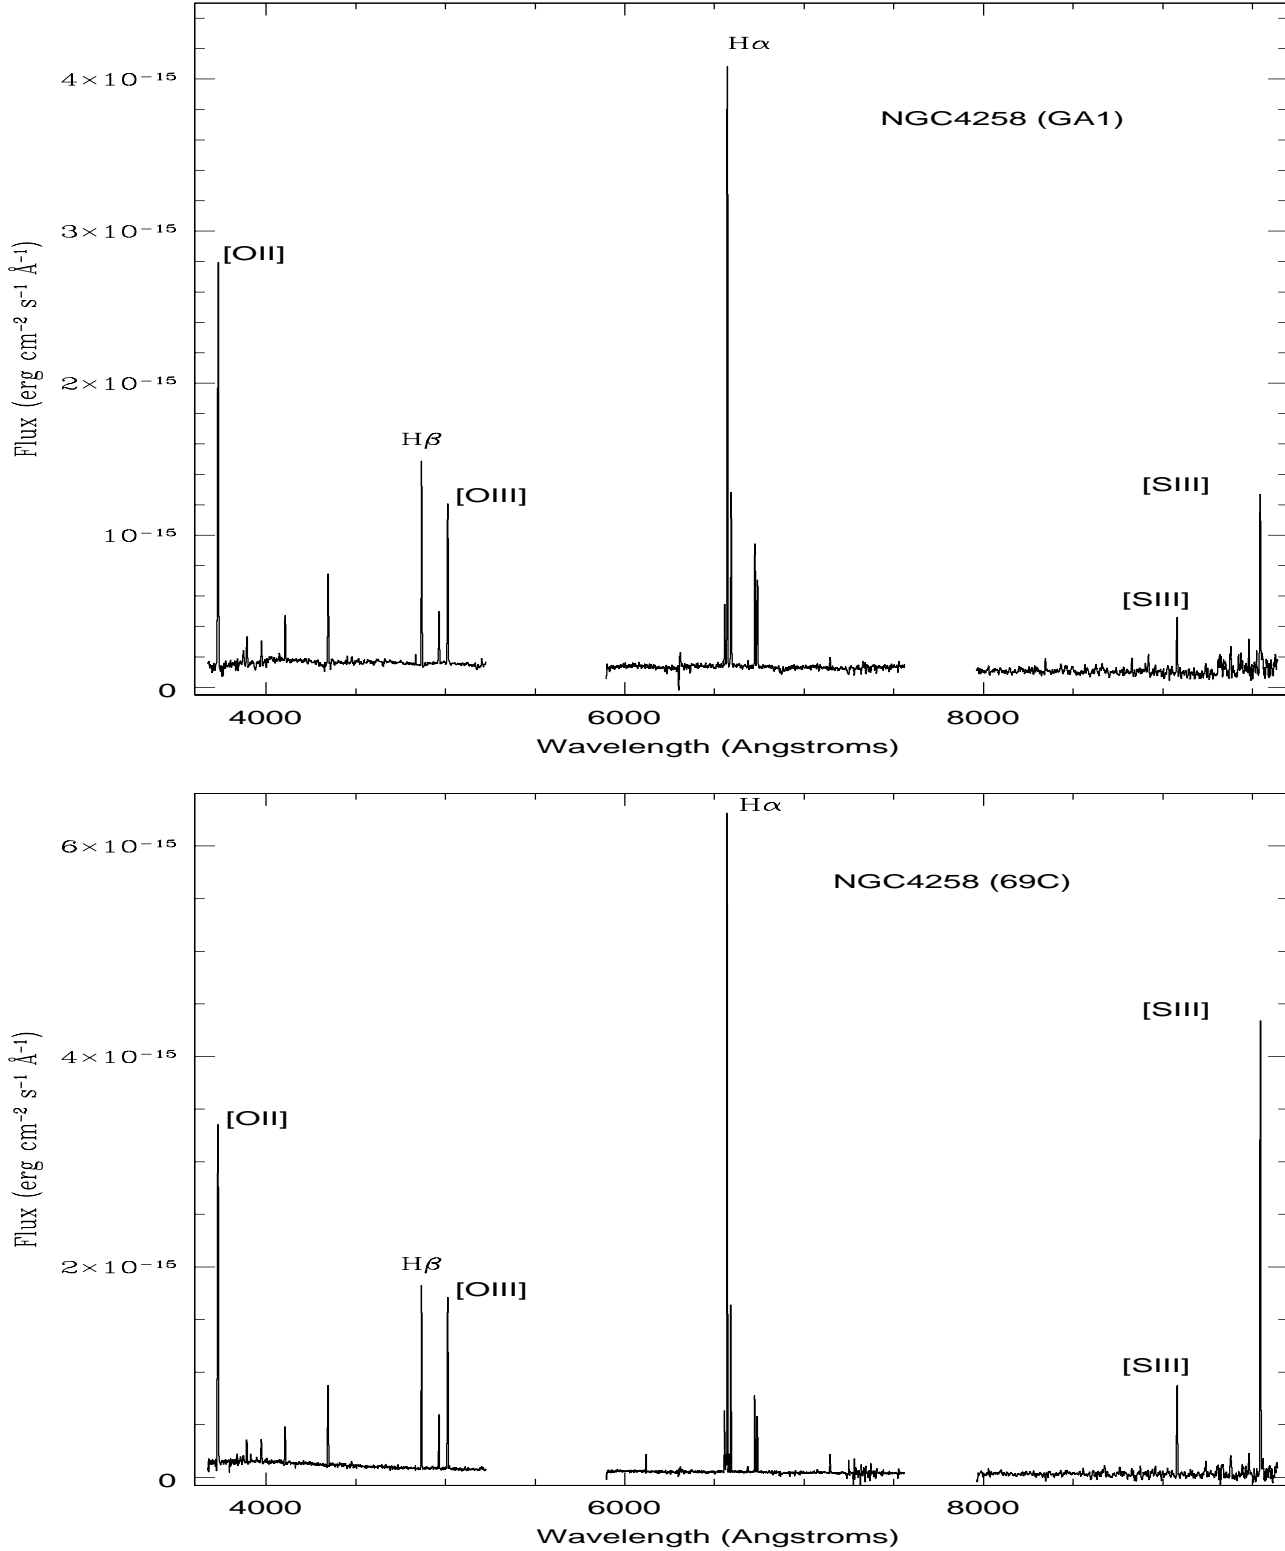 Hα
4×10⁻¹⁵
NGC4258 (GA1)
3×10⁻¹⁵
[OII]
Flux (erg cm⁻² s⁻¹ Å⁻¹)
2×10⁻¹⁵
Hβ
[OIII]
[SIII]
10⁻¹⁵
[SIII]
0
4000 6000 8000
Wavelength (Angstroms)
Hα
6×10⁻¹⁵
NGC4258 (69C)
[SIII]
4×10⁻¹⁵
Flux (erg cm⁻² s⁻¹ Å⁻¹)
[OII]
Hβ
2×10⁻¹⁵
[OIII]
[SIII]
0
4000 6000 8000
Wavelength (Angstroms)